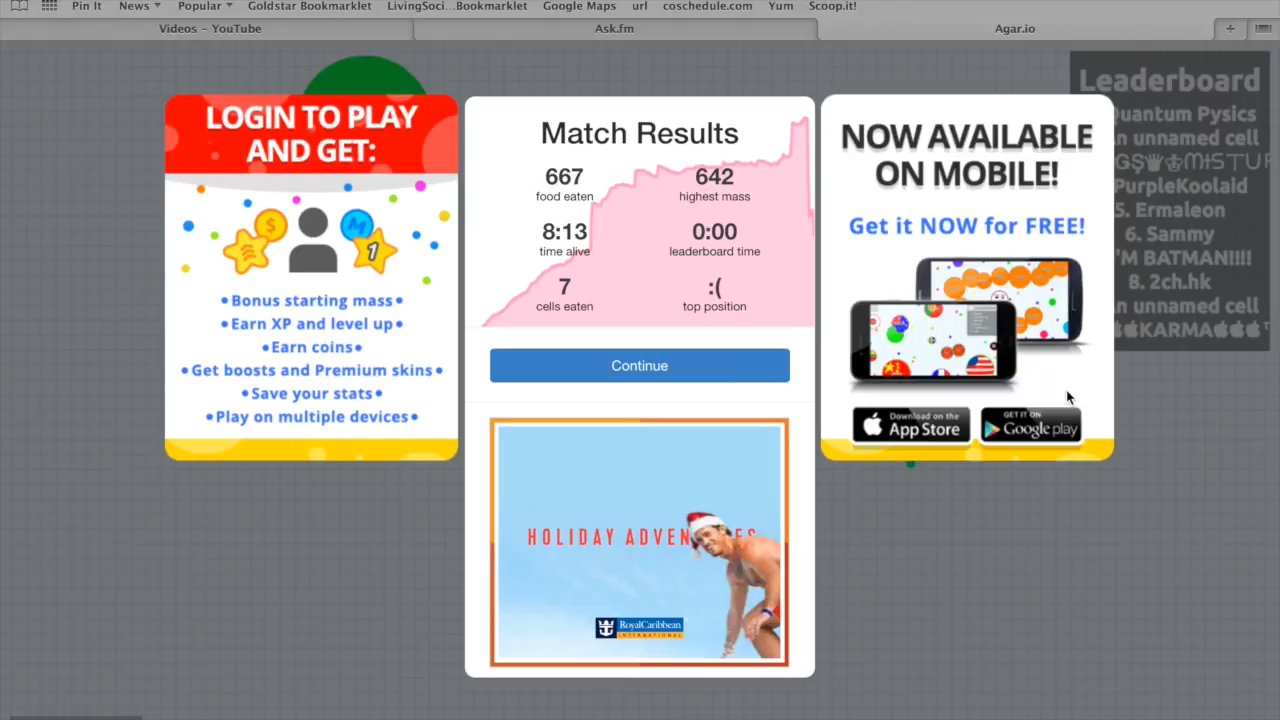 Pin It News Popular Goldstar Bookmarklet LivingSoci...Bookmarklet Google Maps url coschedule.com Yum Scoop.it!
Videos – YouTube Ask.fm Agar.io +
LOGIN TO PLAY
AND GET:
•Bonus starting mass•
•Earn XP and level up•
•Earn coins•
•Get boosts and Premium skins•
•Save your stats•
•Play on multiple devices•
Match Results
667 642
food eaten highest mass
8:13 0:00
time alive leaderboard time
7 :(
cells eaten top position
Continue
HOLIDAY
RoyalCaribbean
INTERNATIONAL
NOW AVAILABLE
ON MOBILE!
Get it NOW for FREE!
Download on the
App Store
GET IT ON
Google play
Leaderboard
Quantum Pysics
An unnamed cell
PurpleKoolaid
5. Ermaleon
6. Sammy
'M BATMAN!!!!
8. 2ch.hk
An unnamed cell
KARMA